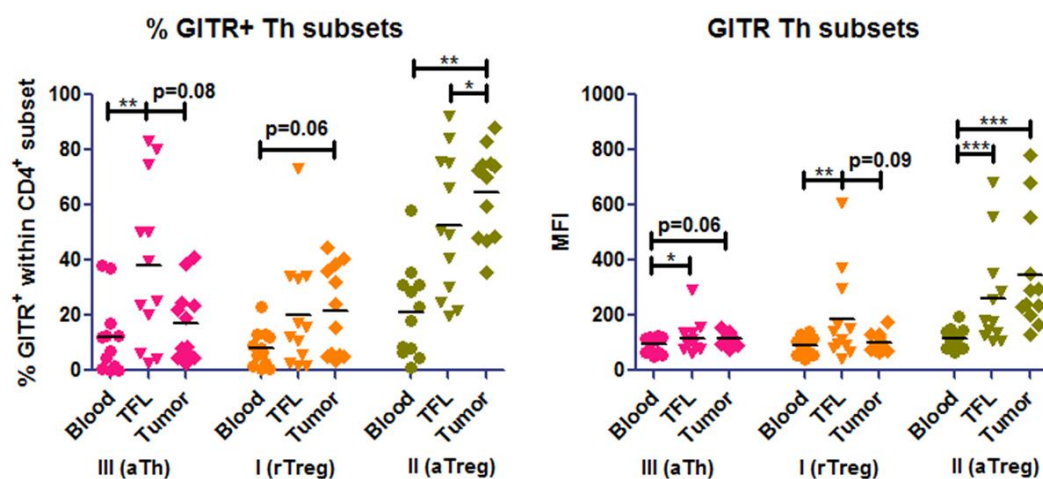 % GITR+ Th subsets
% GITR⁺ within CD4⁺ subset
100
80
60
40
20
0
**
p=0.08
p=0.06
**
*
Blood
TFL
Tumor
Blood
TFL
Tumor
Blood
TFL
Tumor
III (aTh)
I (rTreg)
II (aTreg)
GITR Th subsets
MFI
1000
800
600
400
200
0
p=0.06
*
**
p=0.09
***
***
Blood
TFL
Tumor
Blood
TFL
Tumor
Blood
TFL
Tumor
III (aTh)
I (rTreg)
II (aTreg)